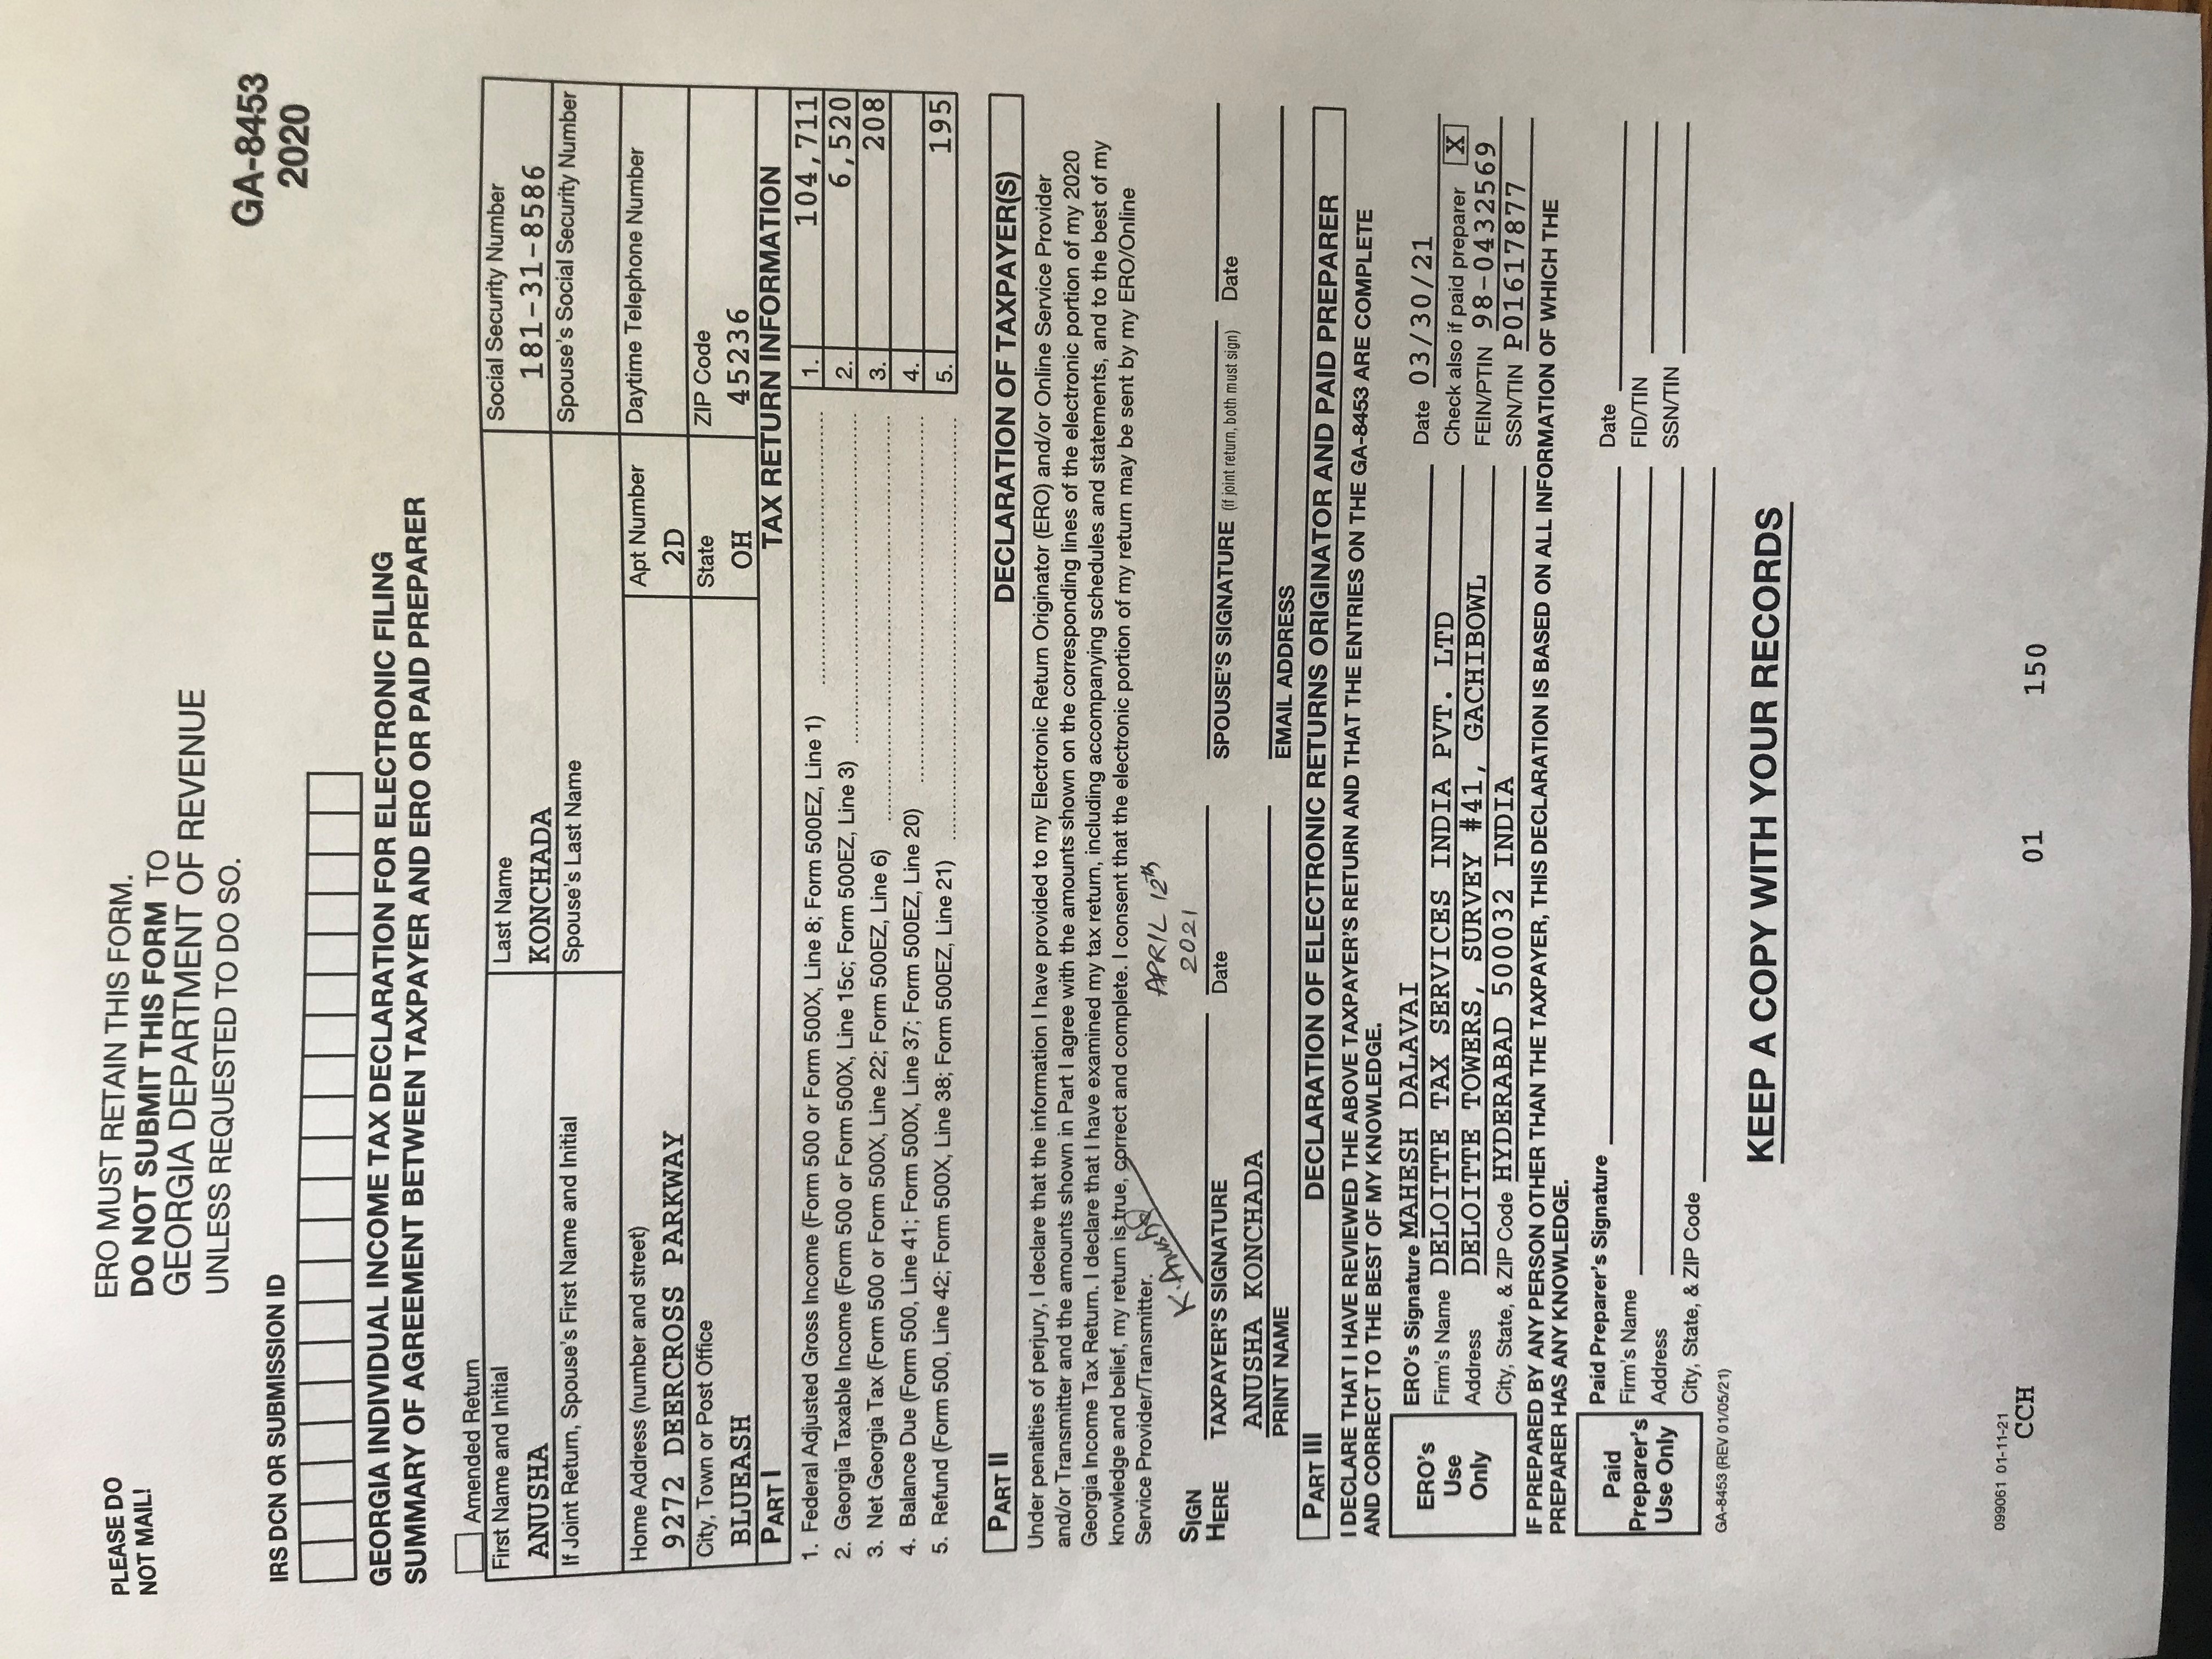 PLEASE DO
NOT MAIL!
ERO MUST RETAIN THIS FORM.
DO NOT SUBMIT THIS FORM TO
GEORGIA DEPARTMENT OF REVENUE
UNLESS REQUESTED TO DO SO.
GA-8453
2020
IRS DCN OR SUBMISSION ID
GEORGIA INDIVIDUAL INCOME TAX DECLARATION FOR ELECTRONIC FILING
SUMMARY OF AGREEMENT BETWEEN TAXPAYER AND ERO OR PAID PREPARER
Amended Return
First Name and Initial Last Name Social Security Number
ANUSHA KONCHADA 181-31-8586
If Joint Return, Spouse's First Name and Initial Spouse's Last Name Spouse's Social Security Number
Home Address (number and street) Apt Number Daytime Telephone Number
9272 DEERCROSS PARKWAY 2D
City, Town or Post Office State ZIP Code
BLUEASH OH 45236
PART I TAX RETURN INFORMATION
1. Federal Adjusted Gross Income (Form 500 or Form 500X, Line 8; Form 500EZ, Line 1) 1. 104,711
2. Georgia Taxable Income (Form 500 or Form 500X, Line 15c; Form 500EZ, Line 3) 2. 6,520
3. Net Georgia Tax (Form 500 or Form 500X, Line 22; Form 500EZ, Line 6) 3. 208
4. Balance Due (Form 500, Line 41; Form 500X, Line 37; Form 500EZ, Line 20) 4.
5. Refund (Form 500, Line 42; Form 500X, Line 38; Form 500EZ, Line 21) 5. 195
PART II DECLARATION OF TAXPAYER(S)
Under penalties of perjury, I declare that the information I have provided to my Electronic Return Originator (ERO) and/or Online Service Provider
and/or Transmitter and the amounts shown in Part I agree with the amounts shown on the corresponding lines of the electronic portion of my 2020
Georgia Income Tax Return. I declare that I have examined my tax return, including accompanying schedules and statements, and to the best of my
knowledge and belief, my return is true, correct and complete. I consent that the electronic portion of my return may be sent by my ERO/Online
Service Provider/Transmitter.
K. Anusha APRIL 12th
2021
SIGN
HERE TAXPAYER'S SIGNATURE Date SPOUSE'S SIGNATURE (if joint return, both must sign) Date
ANUSHA KONCHADA
PRINT NAME EMAIL ADDRESS
PART III DECLARATION OF ELECTRONIC RETURNS ORIGINATOR AND PAID PREPARER
I DECLARE THAT I HAVE REVIEWED THE ABOVE TAXPAYER'S RETURN AND THAT THE ENTRIES ON THE GA-8453 ARE COMPLETE
AND CORRECT TO THE BEST OF MY KNOWLEDGE.
ERO's
Use
Only
ERO's Signature MAHESH DALAVAI Date 03/30/21
Firm's Name DELOITTE TAX SERVICES INDIA PVT. LTD Check also if paid preparer X
Address DELOITTE TOWERS, SURVEY #41, GACHIBOWL FEIN/PTIN 98-0432569
City, State, & ZIP Code HYDERABAD 500032 INDIA SSN/TIN P01617877
IF PREPARED BY ANY PERSON OTHER THAN THE TAXPAYER, THIS DECLARATION IS BASED ON ALL INFORMATION OF WHICH THE
PREPARER HAS ANY KNOWLEDGE.
Paid
Preparer's
Use Only
Paid Preparer's Signature Date
Firm's Name FID/TIN
Address SSN/TIN
City, State, & ZIP Code
GA-8453 (REV 01/05/21)
KEEP A COPY WITH YOUR RECORDS
099061 01-11-21
CCH
01 150